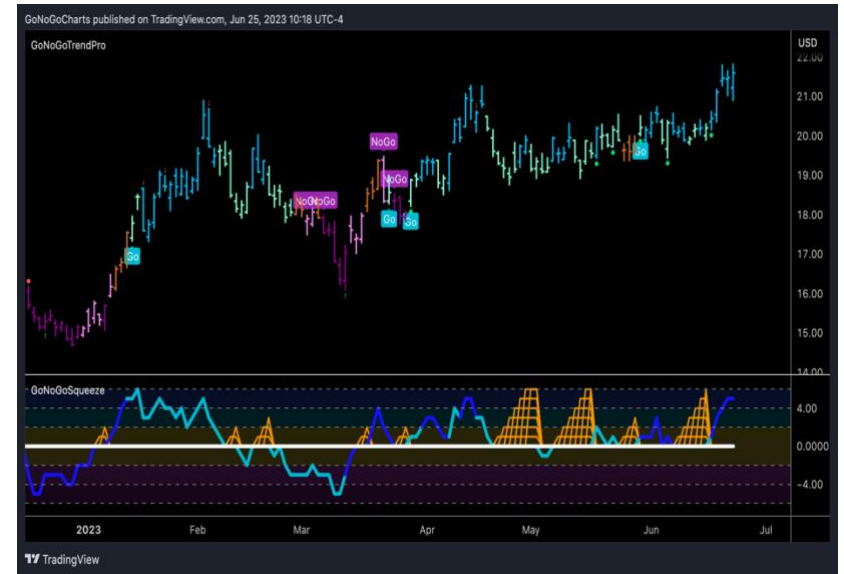 GoNoGoCharts published on TradingView.com, Jun 25, 2023 10:18 UTC-4
GoNoGoTrendPro
USD
22.00
21.00
20.00
19.00
18.00
17.00
16.00
15.00
14.00
NoGo
NoGo
NoGo
NoGo
Go
Go
Go
Go
GoNoGoSqueeze
4.00
0.0000
−4.00
2023 Feb Mar Apr May Jun Jul
TradingView